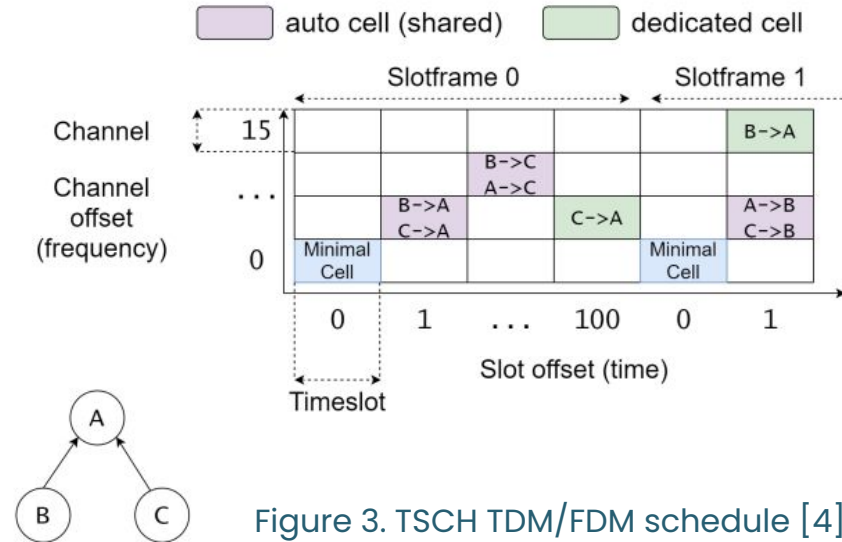 auto cell (shared)
dedicated cell
Slotframe 0
Slotframe 1
Channel
15
B->A
B->C
A->C
...
Channel
offset
(frequency)
B->A
C->A
C->A
A->B
C->B
0
Minimal
Cell
Minimal
Cell
0 1 ... 100 0 1
Slot offset (time)
Timeslot
A
B
C
Figure 3. TSCH TDM/FDM schedule [4]